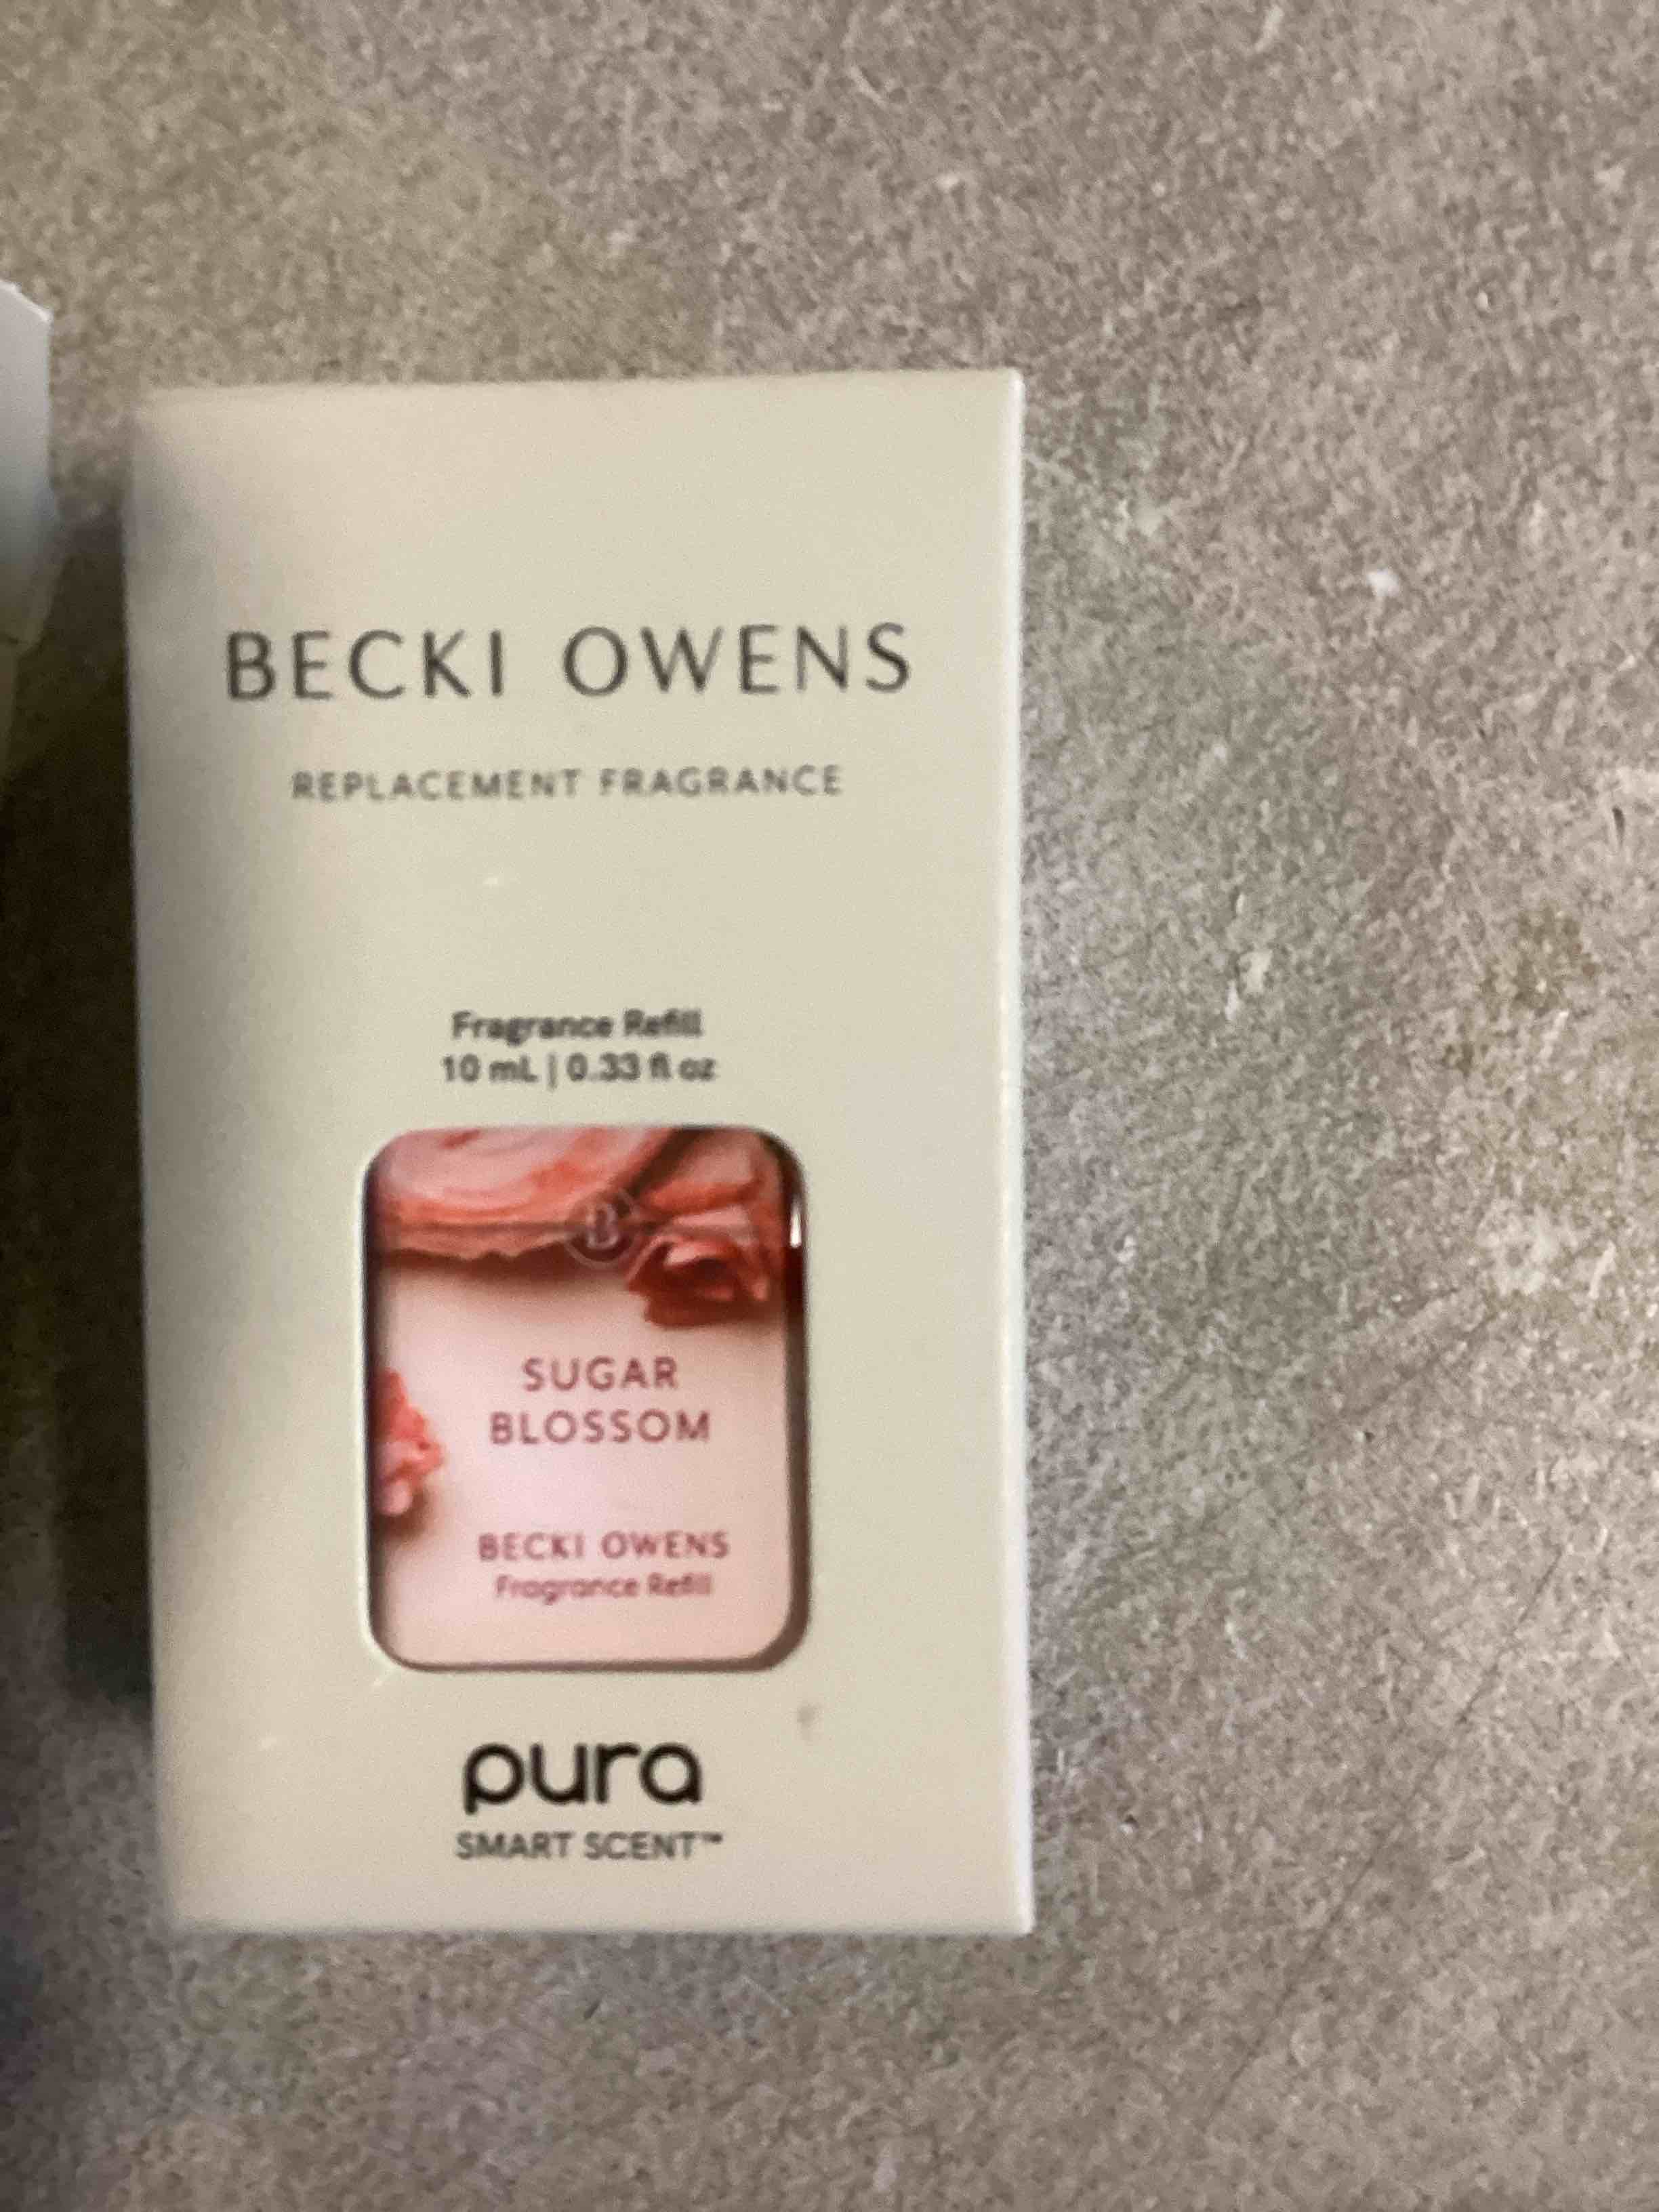 BECKI OWENS
REPLACEMENT FRAGRANCE
Fragrance Refill
10 mL | 0.33 fl oz
B
SUGAR
BLOSSOM
BECKI OWENS
Fragrance Refill
pura
SMART SCENT™